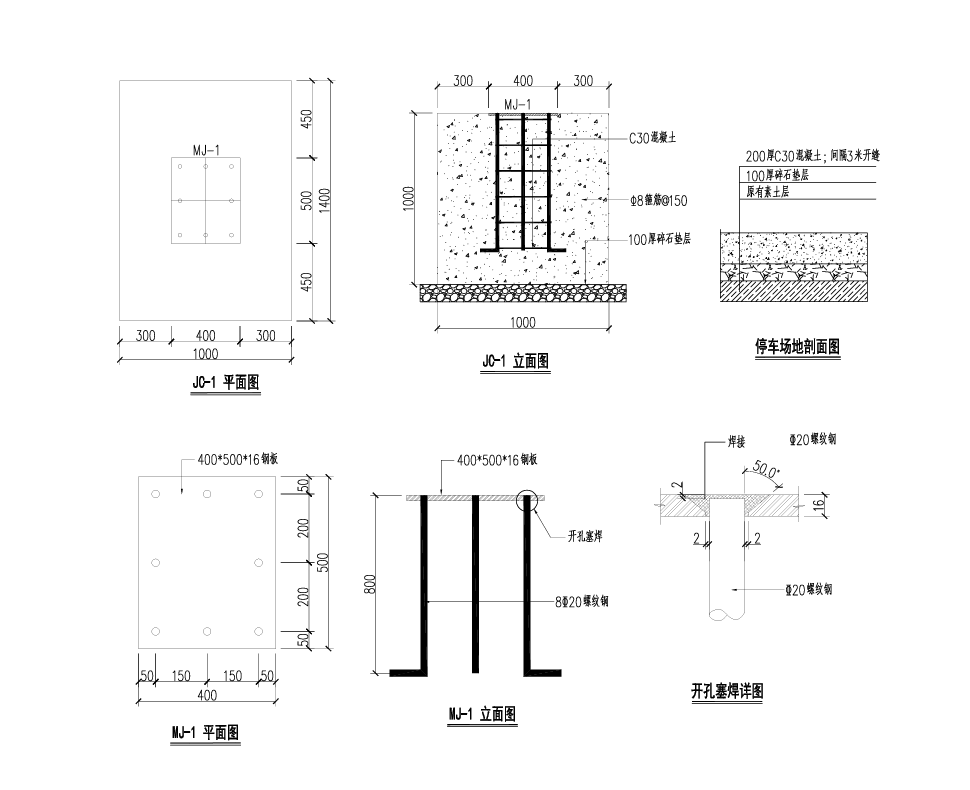 MJ-1
450
500
450
1400
300
400
300
1000
JC-1 平面图
300
400
300
MJ-1
C30混凝土
1000
Φ8箍筋@150
100厚碎石垫层
1000
JC-1 立面图
200厚C30混凝土；间隔3米开缝
100厚碎石垫层
原有素土层
停车场地剖面图
400*500*16钢板
50
200
200
50
500
50
150
150
50
400
MJ-1 平面图
400*500*16钢板
开孔塞焊
800
8Φ20螺纹钢
MJ-1 立面图
焊接
Φ20螺纹钢
50.0°
2
16
2
2
Φ20螺纹钢
开孔塞焊详图